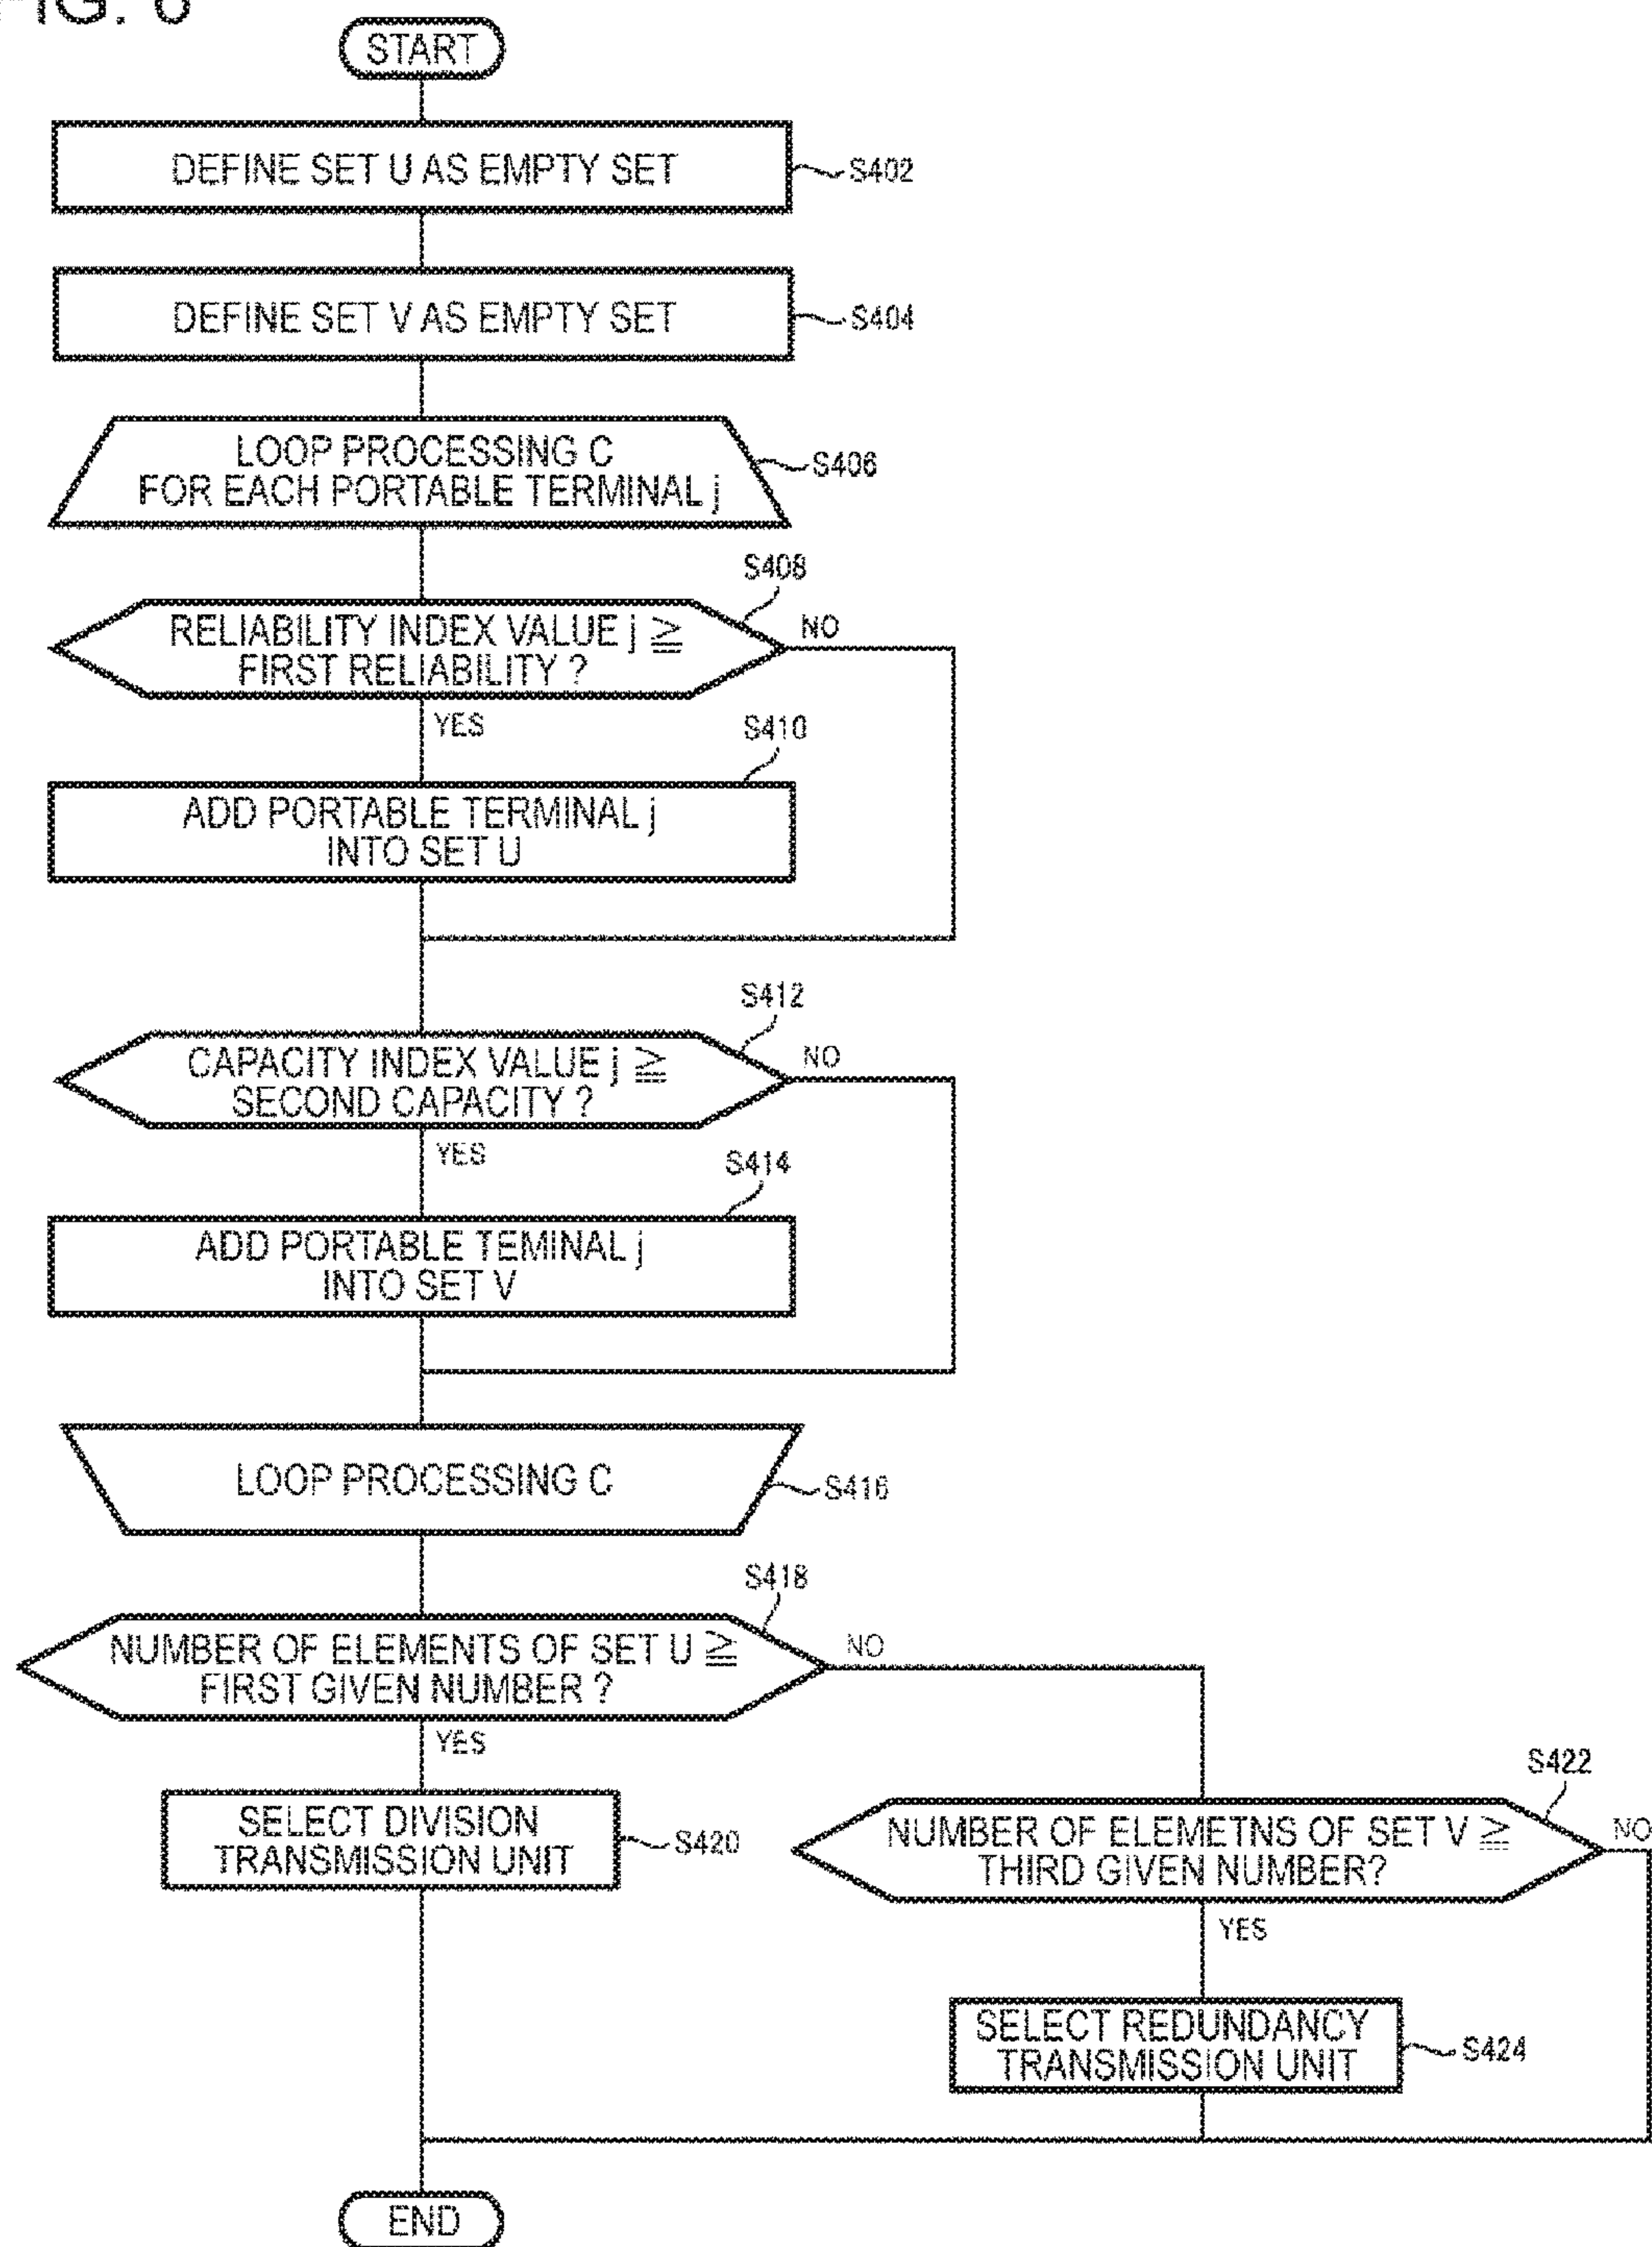 FIG. 6
START
DEFINE SET U AS EMPTY SET
S402
DEFINE SET V AS EMPTY SET
S404
LOOP PROCESSING C
FOR EACH PORTABLE TERMINAL j
S406
S408
RELIABILITY INDEX VALUE j ≧
FIRST RELIABILITY ?
NO
YES
S410
ADD PORTABLE TERMINAL j
INTO SET U
S412
CAPACITY INDEX VALUE j ≧
SECOND CAPACITY ?
NO
YES
S414
ADD PORTABLE TEMINAL j
INTO SET V
LOOP PROCESSING C
S416
S418
NUMBER OF ELEMENTS OF SET U ≧
FIRST GIVEN NUMBER ?
NO
YES
SELECT DIVISION
TRANSMISSION UNIT
S420
S422
NUMBER OF ELEMETNS OF SET V ≧
THIRD GIVEN NUMBER?
NO
YES
SELECT REDUNDANCY
TRANSMISSION UNIT
S424
END